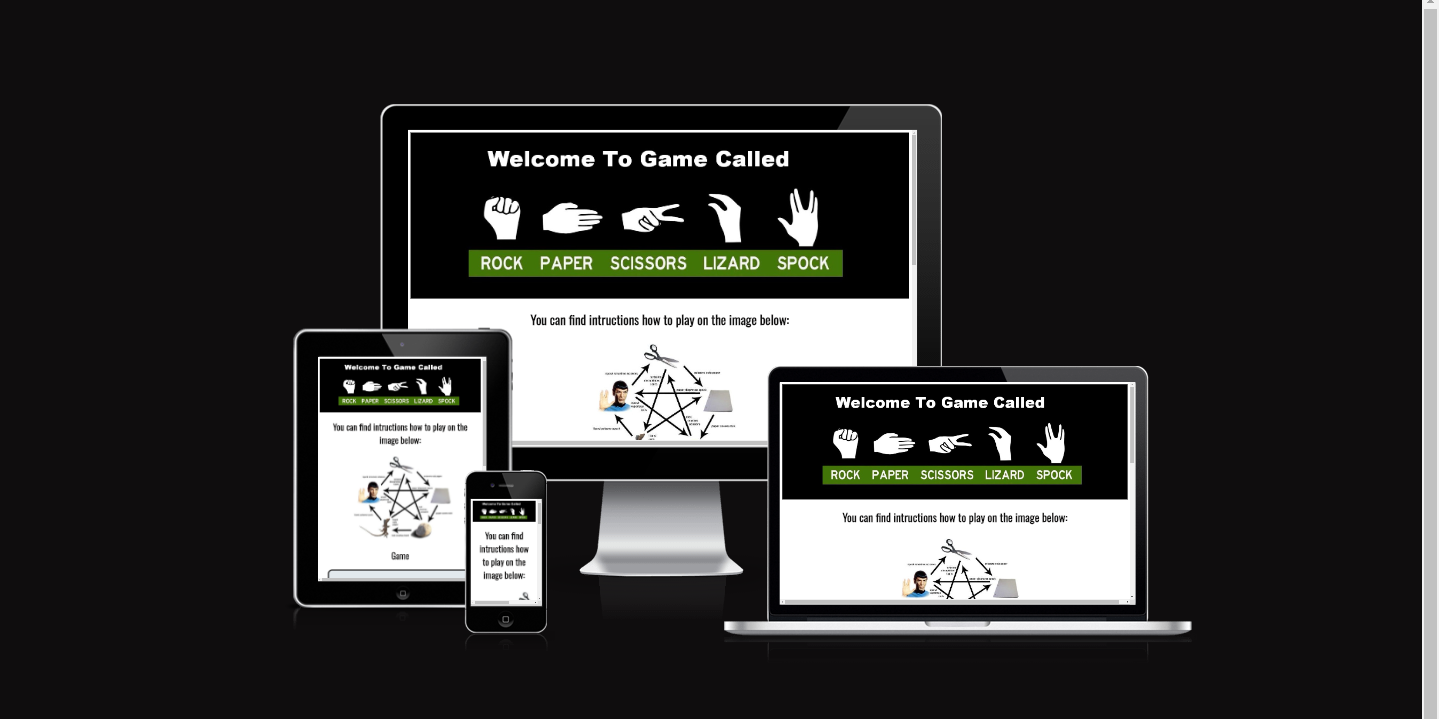 Welcome To Game Called
ROCK PAPER SCISSORS LIZARD SPOCK
You can find intructions how to play on the image below:
Welcome To Game Called
ROCK PAPER SCISSORS LIZARD SPOCK
You can find intructions how to play on the
image below:
Game
Welcome To Game Called
You can find
intructions how
to play on the
image below:
Welcome To Game Called
ROCK PAPER SCISSORS LIZARD SPOCK
You can find intructions how to play on the image below: